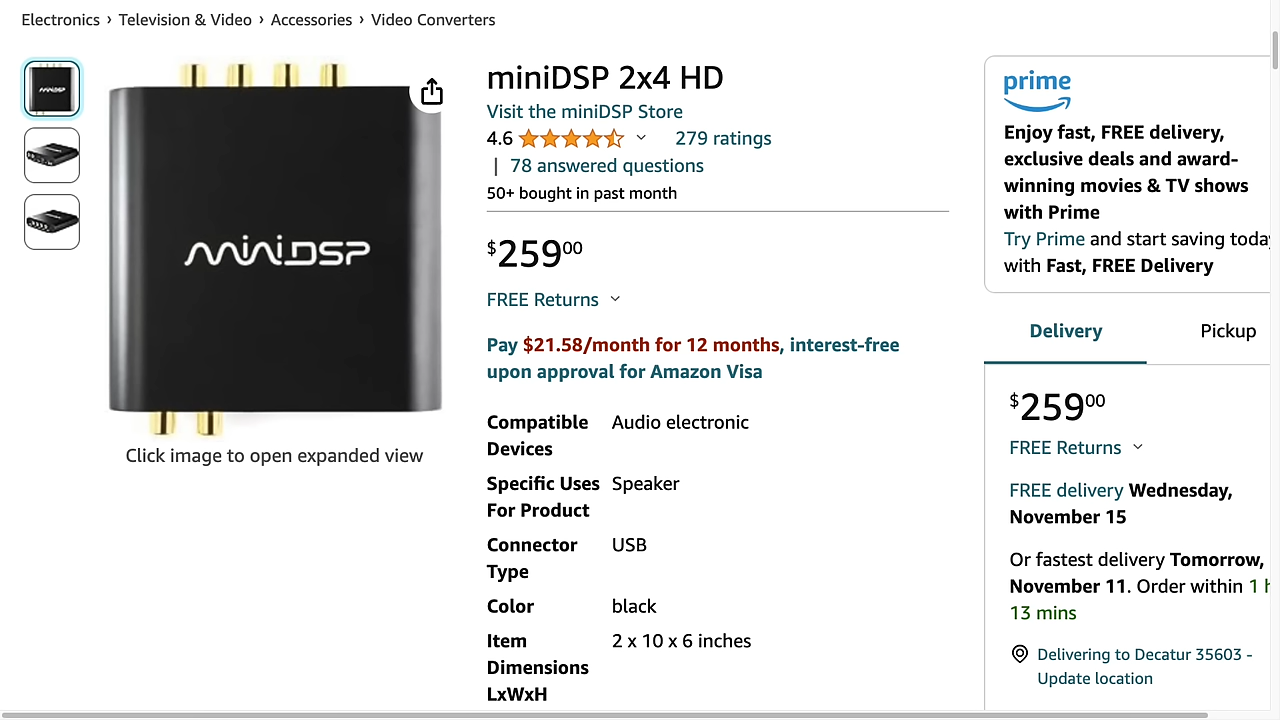 Electronics › Television & Video › Accessories › Video Converters
miniDSP
miniDSP
Click image to open expanded view
miniDSP 2x4 HD
Visit the miniDSP Store
4.6 279 ratings
| 78 answered questions
50+ bought in past month
$25900
FREE Returns
Pay $21.58/month for 12 months, interest-free
upon approval for Amazon Visa
Compatible Devices Audio electronic
Specific Uses For Product Speaker
Connector Type USB
Color black
Item Dimensions LxWxH 2 x 10 x 6 inches
prime
Enjoy fast, FREE delivery,
exclusive deals and award-
winning movies & TV shows
with Prime
Try Prime and start saving today
with Fast, FREE Delivery
Delivery Pickup
$25900
FREE Returns
FREE delivery Wednesday,
November 15
Or fastest delivery Tomorrow,
November 11. Order within 1 h
13 mins
Delivering to Decatur 35603 -
Update location